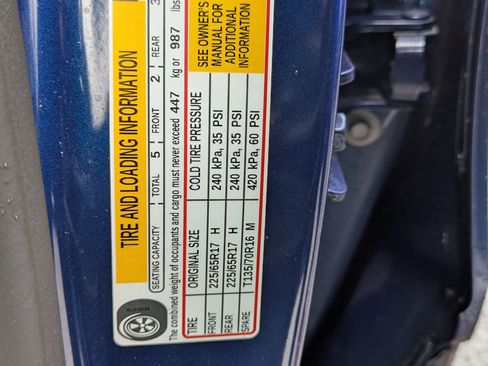 TIRE AND LOADING INFORMATION
SEATING CAPACITY TOTAL 5 FRONT 2 REAR 3
The combined weight of occupants and cargo must never exceed 447 kg or 987 lbs
TIRE ORIGINAL SIZE COLD TIRE PRESSURE
FRONT 225/65R17 H 240 kPa, 35 PSI
REAR 225/65R17 H 240 kPa, 35 PSI
SPARE T135/70R16 M 420 kPa, 60 PSI
SEE OWNER'S
MANUAL FOR
ADDITIONAL
INFORMATION